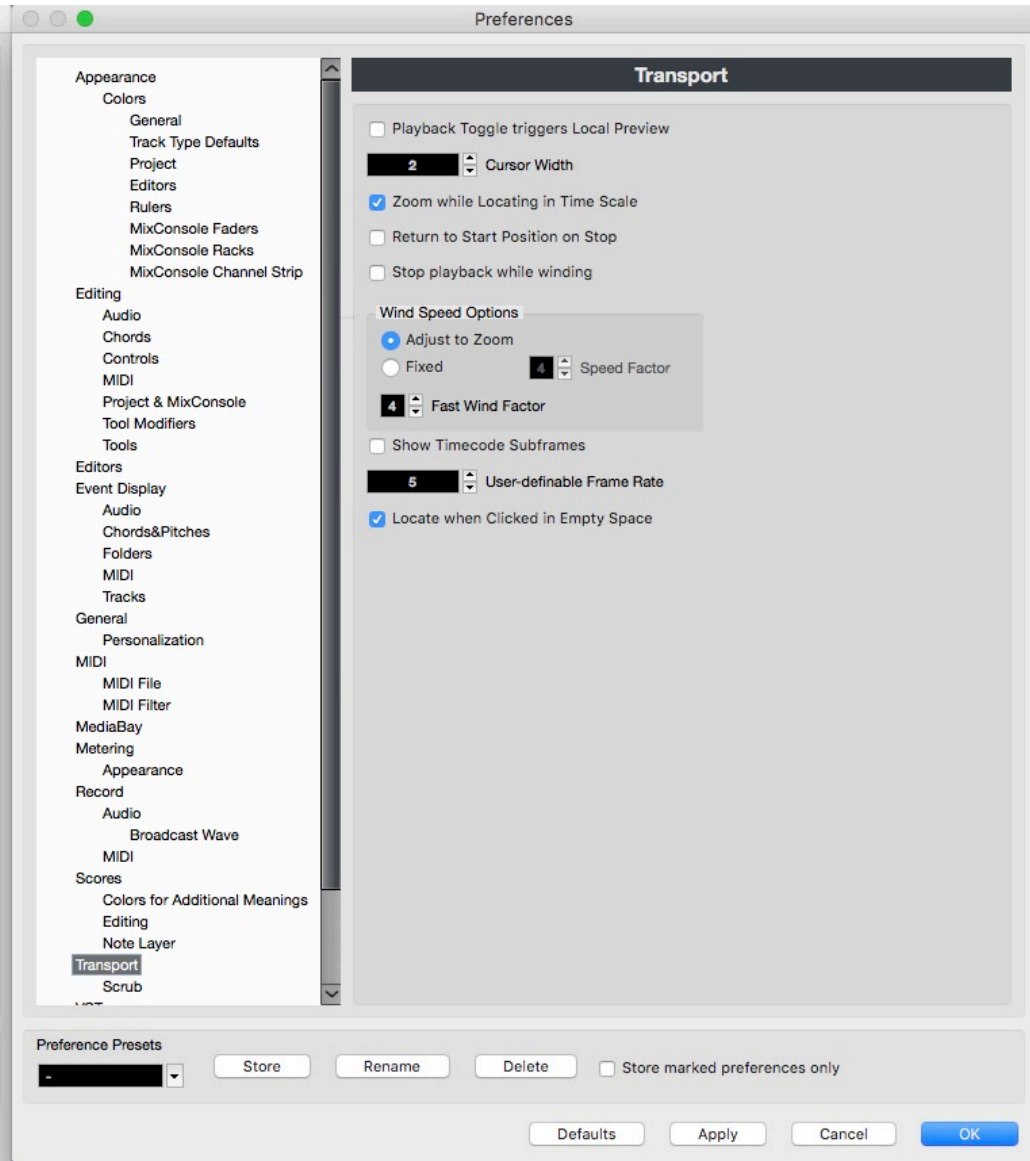 Preferences
Appearance
Colors
General
Track Type Defaults
Project
Editors
Rulers
MixConsole Faders
MixConsole Racks
MixConsole Channel Strip
Editing
Audio
Chords
Controls
MIDI
Project & MixConsole
Tool Modifiers
Tools
Editors
Event Display
Audio
Chords&Pitches
Folders
MIDI
Tracks
General
Personalization
MIDI
MIDI File
MIDI Filter
MediaBay
Metering
Appearance
Record
Audio
Broadcast Wave
MIDI
Scores
Colors for Additional Meanings
Editing
Note Layer
Transport
Scrub
Transport
Playback Toggle triggers Local Preview
2 Cursor Width
Zoom while Locating in Time Scale
Return to Start Position on Stop
Stop playback while winding
Wind Speed Options
Adjust to Zoom
Fixed 4 Speed Factor
4 Fast Wind Factor
Show Timecode Subframes
5 User-definable Frame Rate
Locate when Clicked in Empty Space
Preference Presets
- Store Rename Delete Store marked preferences only
Defaults Apply Cancel OK